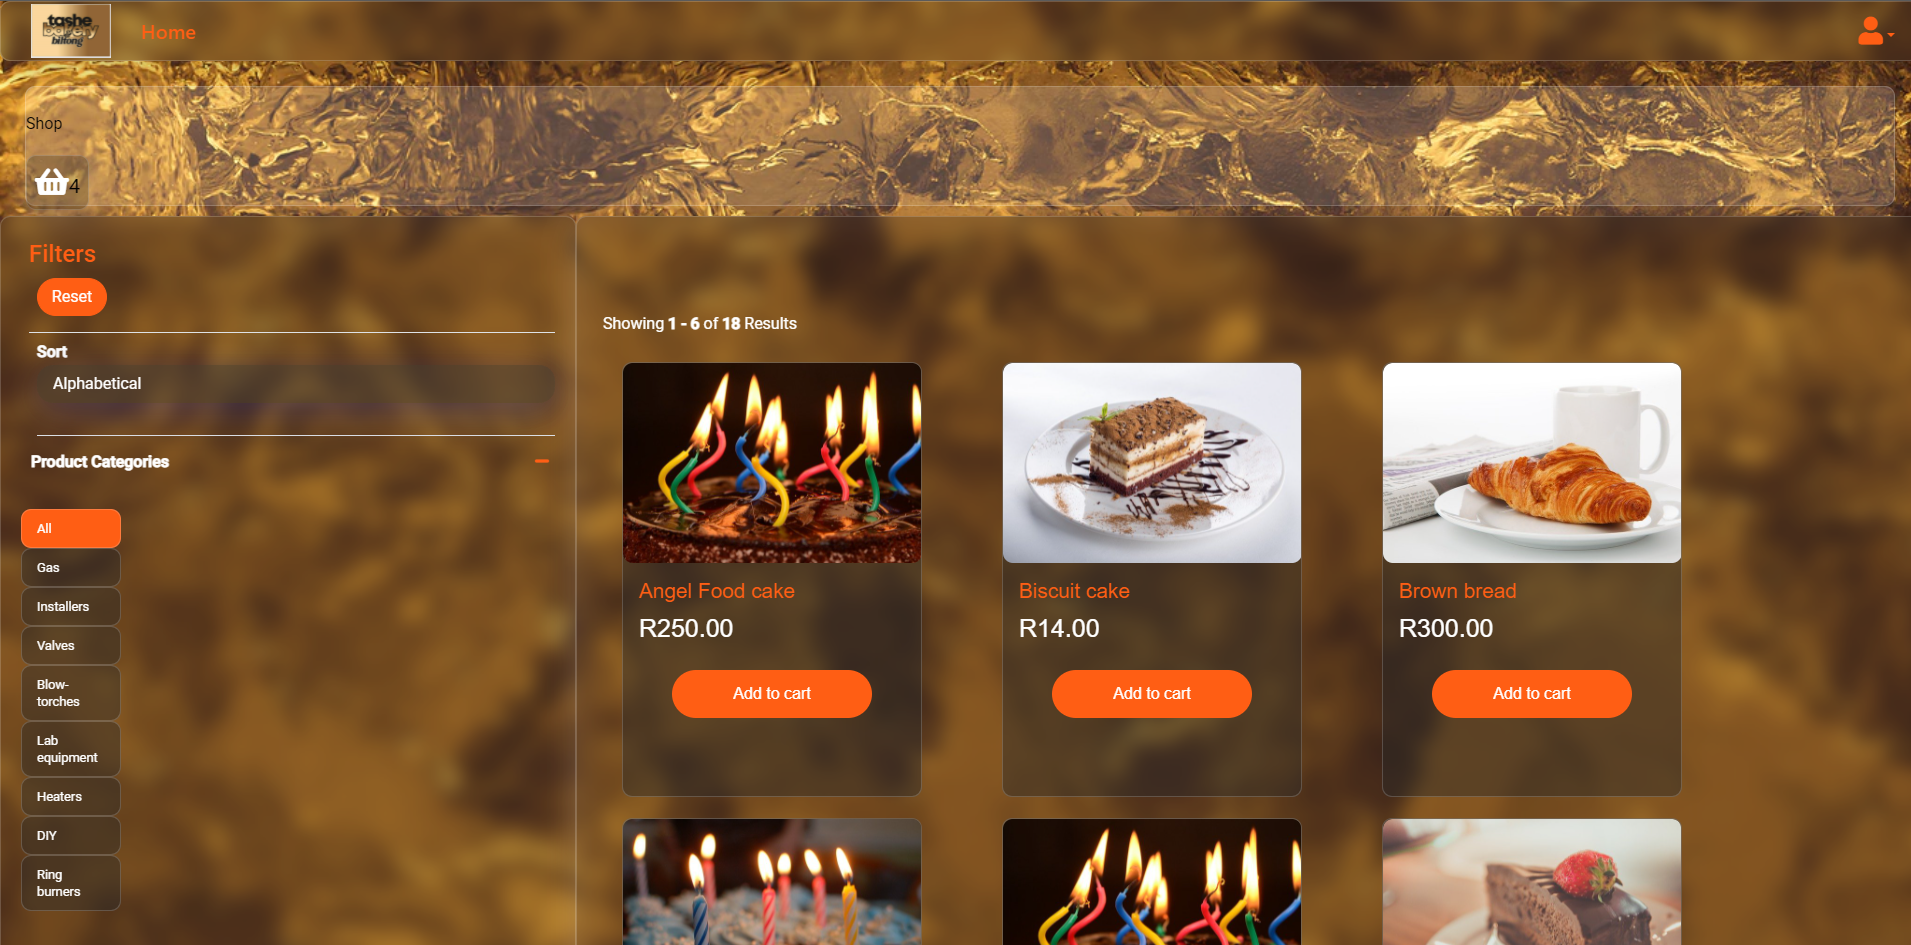 tashe
bakery
biltong
Home
Shop
4
Filters
Reset
Sort
Alphabetical
Product Categories
All
Gas
Installers
Valves
Blow-
torches
Lab
equipment
Heaters
DIY
Ring
burners
Showing 1 - 6 of 18 Results
Angel Food cake
R250.00
Add to cart
Biscuit cake
R14.00
Add to cart
Brown bread
R300.00
Add to cart